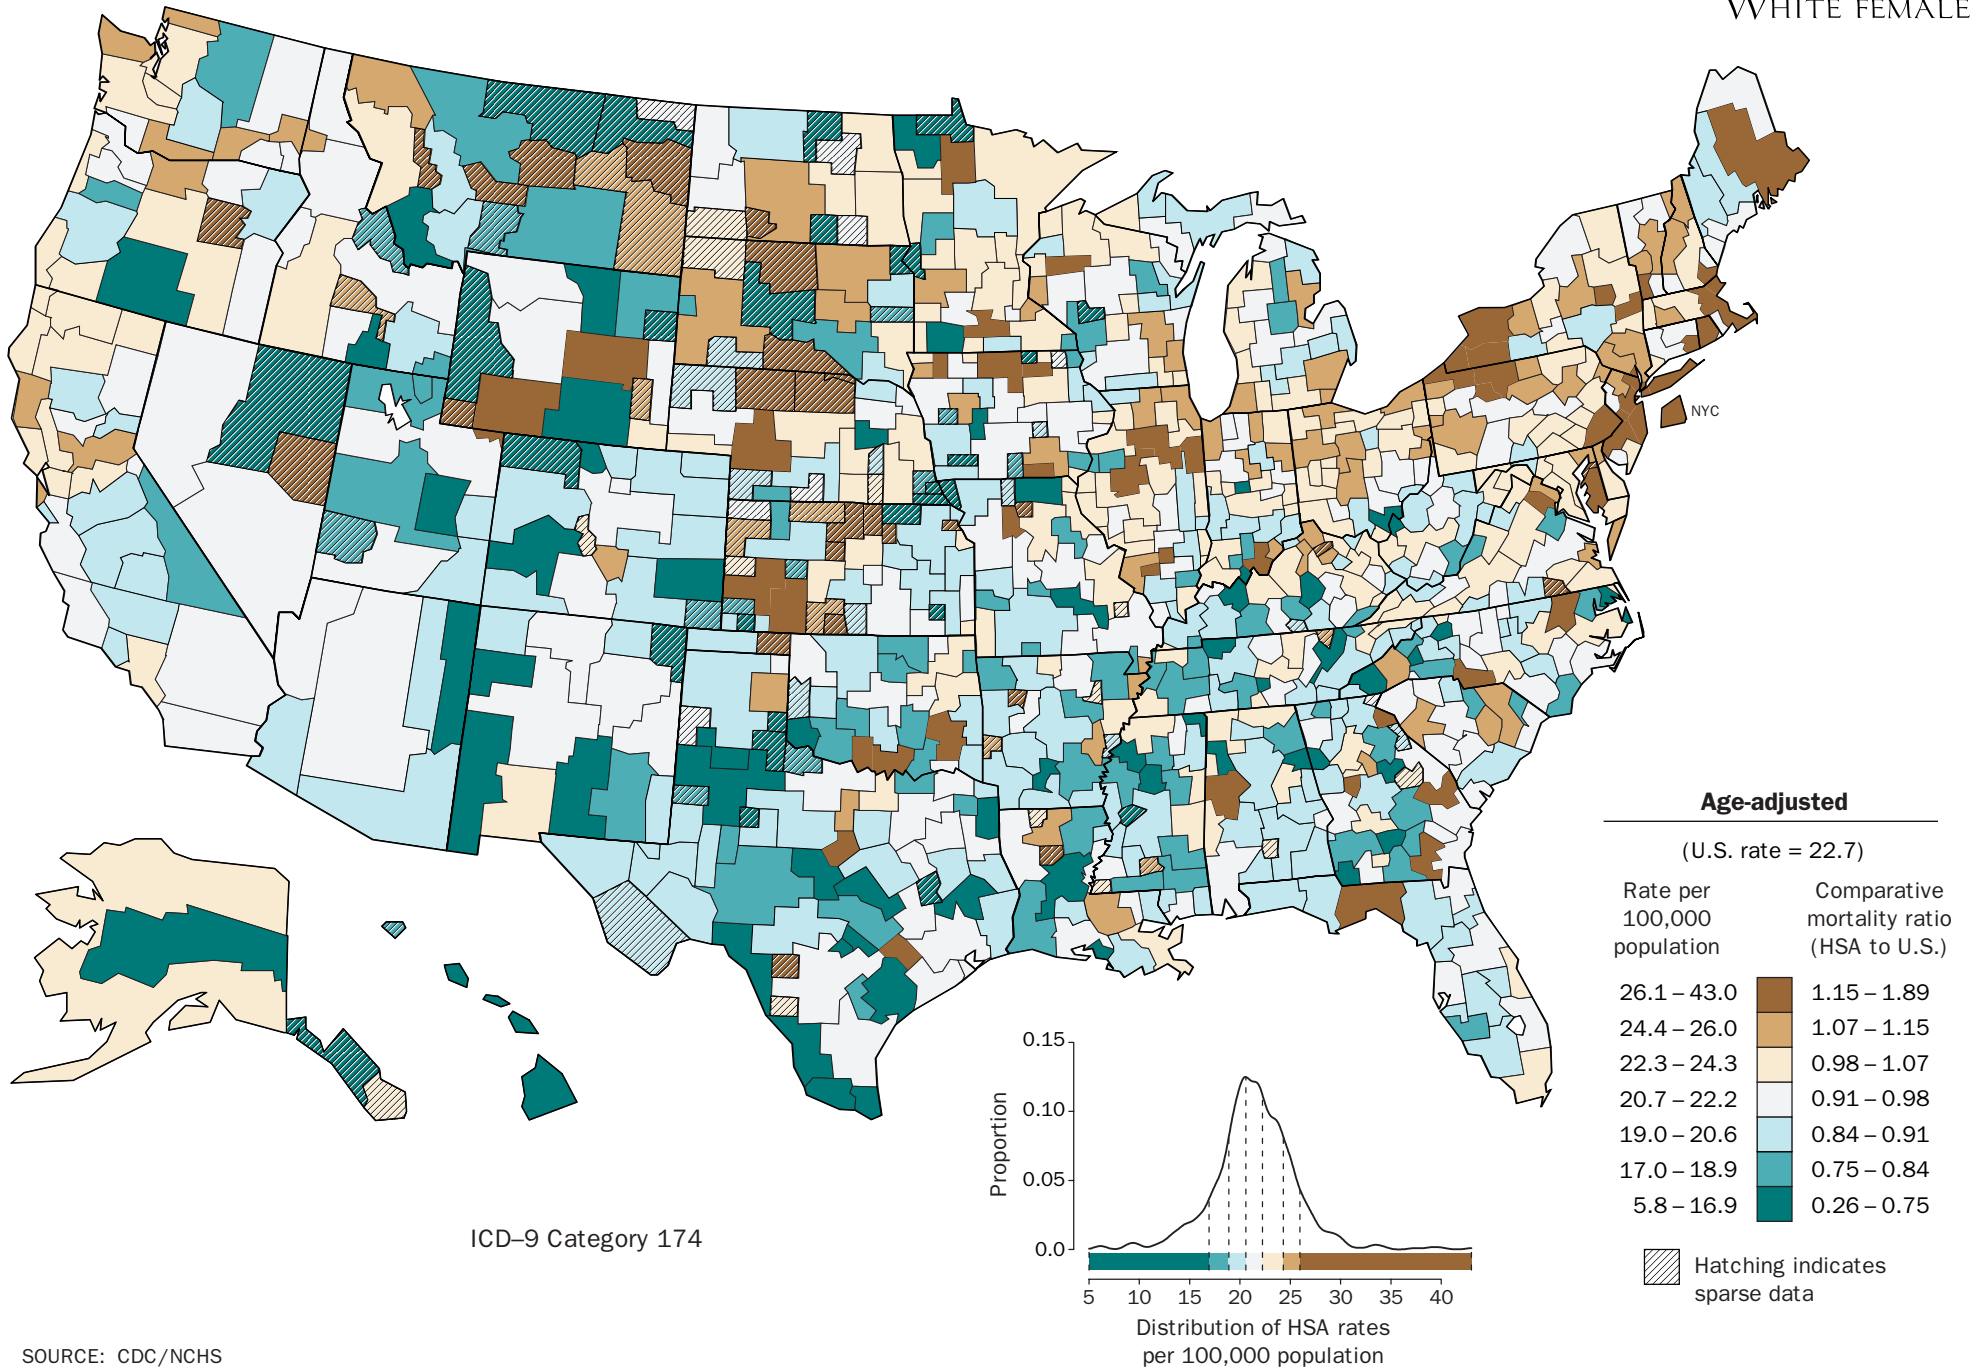 WHITE FEMALE
NYC
Age-adjusted
(U.S. rate = 22.7)
Rate per
100,000
population
Comparative
mortality ratio
(HSA to U.S.)
26.1 – 43.0 1.15 – 1.89
24.4 – 26.0 1.07 – 1.15
22.3 – 24.3 0.98 – 1.07
20.7 – 22.2 0.91 – 0.98
19.0 – 20.6 0.84 – 0.91
17.0 – 18.9 0.75 – 0.84
5.8 – 16.9 0.26 – 0.75
Hatching indicates
sparse data
0.15
0.10
0.05
0.0
Proportion
5 10 15 20 25 30 35 40
Distribution of HSA rates
per 100,000 population
ICD–9 Category 174
SOURCE: CDC/NCHS